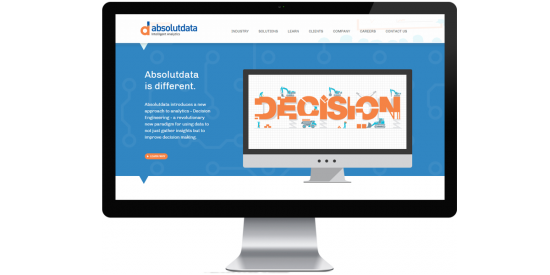 absolutdata
Intelligent Analytics
INDUSTRY SOLUTIONS LEARN CLIENTS COMPANY CAREERS CONTACT US
Absolutdata
is different.
Absolutdata introduces a new
approach to analytics - Decision
Engineering - a revolutionary
new paradigm for using data to
not just gather insights but to
improve decision making.
DECISION